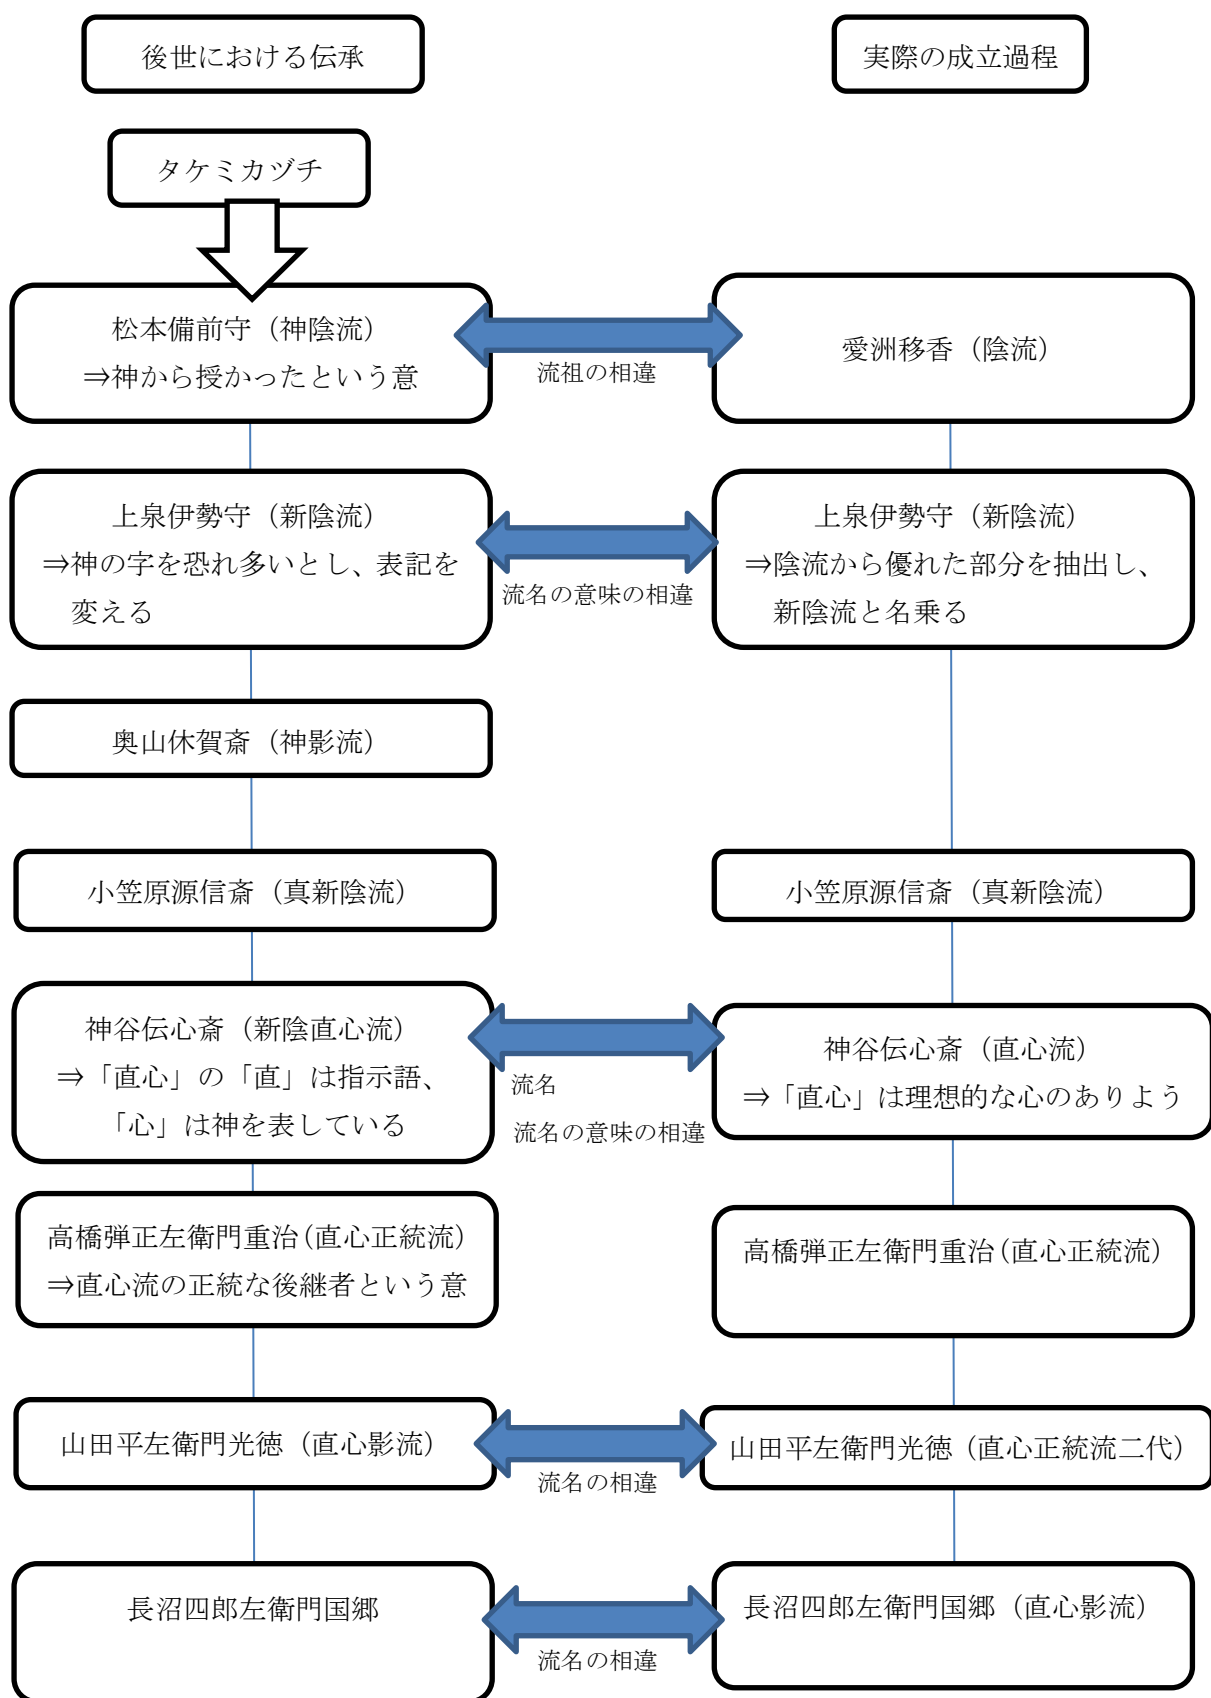 後世における伝承
実際の成立過程
タケミカヅチ
松本備前守（神陰流）
⇒神から授かったという意
流祖の相違
愛洲移香（陰流）
上泉伊勢守（新陰流）
⇒神の字を恐れ多いとし、表記を
変える
流名の意味の相違
上泉伊勢守（新陰流）
⇒陰流から優れた部分を抽出し、
新陰流と名乗る
奥山休賀斎（神影流）
小笠原源信斎（真新陰流）
小笠原源信斎（真新陰流）
神谷伝心斎（新陰直心流）
⇒「直心」の「直」は指示語、
「心」は神を表している
流名
流名の意味の相違
神谷伝心斎（直心流）
⇒「直心」は理想的な心のありよう
高橋弾正左衛門重治（直心正統流）
⇒直心流の正統な後継者という意
高橋弾正左衛門重治（直心正統流）
山田平左衛門光徳（直心影流）
流名の相違
山田平左衛門光徳（直心正統流二代）
長沼四郎左衛門国郷
流名の相違
長沼四郎左衛門国郷（直心影流）